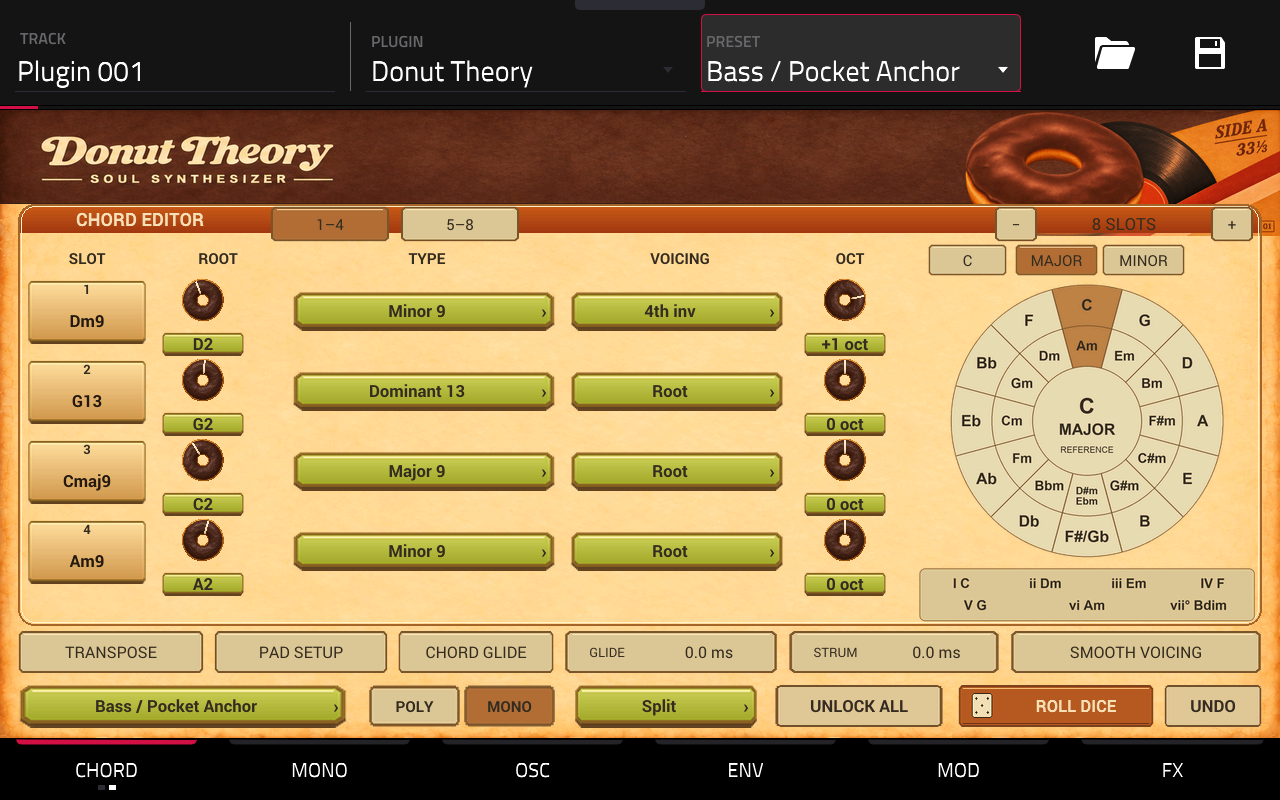 TRACK
Plugin 001
PLUGIN
Donut Theory
PRESET
Bass / Pocket Anchor
Donut Theory
SOUL SYNTHESIZER
SIDE A
33⅓
CHORD EDITOR
1–4
5–8
−
8 SLOTS
+
01
SLOT
ROOT
TYPE
VOICING
OCT
C
MAJOR
MINOR
1
Dm9
D2
Minor 9 ›
4th inv ›
+1 oct
2
G13
G2
Dominant 13 ›
Root ›
0 oct
3
Cmaj9
C2
Major 9 ›
Root ›
0 oct
4
Am9
A2
Minor 9 ›
Root ›
0 oct
C
G
D
A
E
B
F#/Gb
Db
Ab
Eb
Bb
F
Am
Em
Bm
F#m
C#m
G#m
D#m
Ebm
Bbm
Fm
Cm
Gm
Dm
C
MAJOR
REFERENCE
I C ii Dm iii Em IV F
V G vi Am vii° Bdim
TRANSPOSE
PAD SETUP
CHORD GLIDE
GLIDE 0.0 ms
STRUM 0.0 ms
SMOOTH VOICING
Bass / Pocket Anchor ›
POLY
MONO
Split ›
UNLOCK ALL
ROLL DICE
UNDO
CHORD
MONO
OSC
ENV
MOD
FX